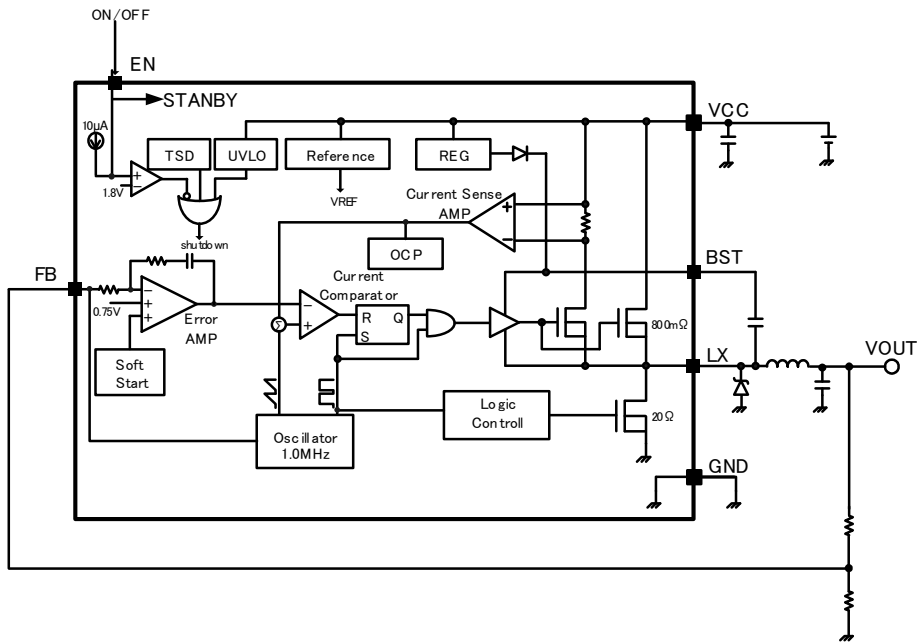 ON/OFF
EN
STANBY
VCC
10μA
TSD
UVLO
Reference
REG
1.8V
VREF
Current Sense
AMP
+
−
+
−
shutdown
OCP
BST
FB
Current
Comparator
0.75V
−
+
+
Error
AMP
−
+
Σ
R
Q
S
800mΩ
LX
VOUT
Soft
Start
Oscillator
1.0MHz
Logic
Controll
20Ω
GND